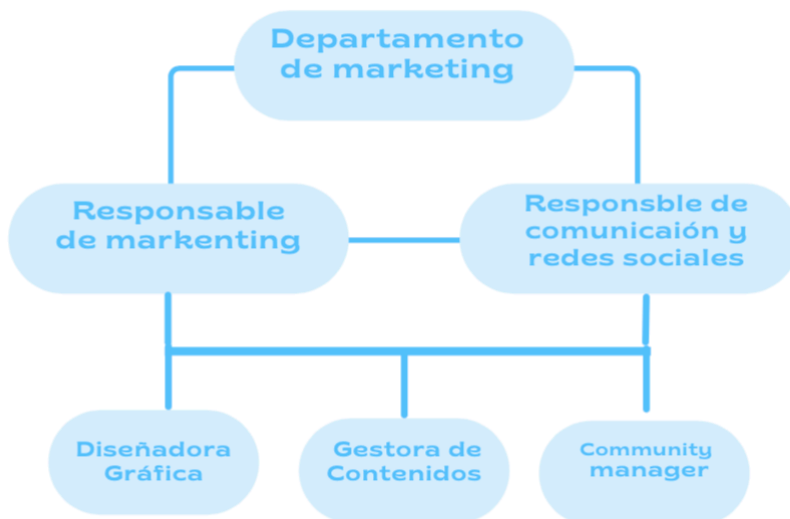 Departamento
de marketing
Responsable
de markenting
Responsble de
comunicaión y
redes sociales
Diseñadora
Gráfica
Gestora de
Contenidos
Community
manager